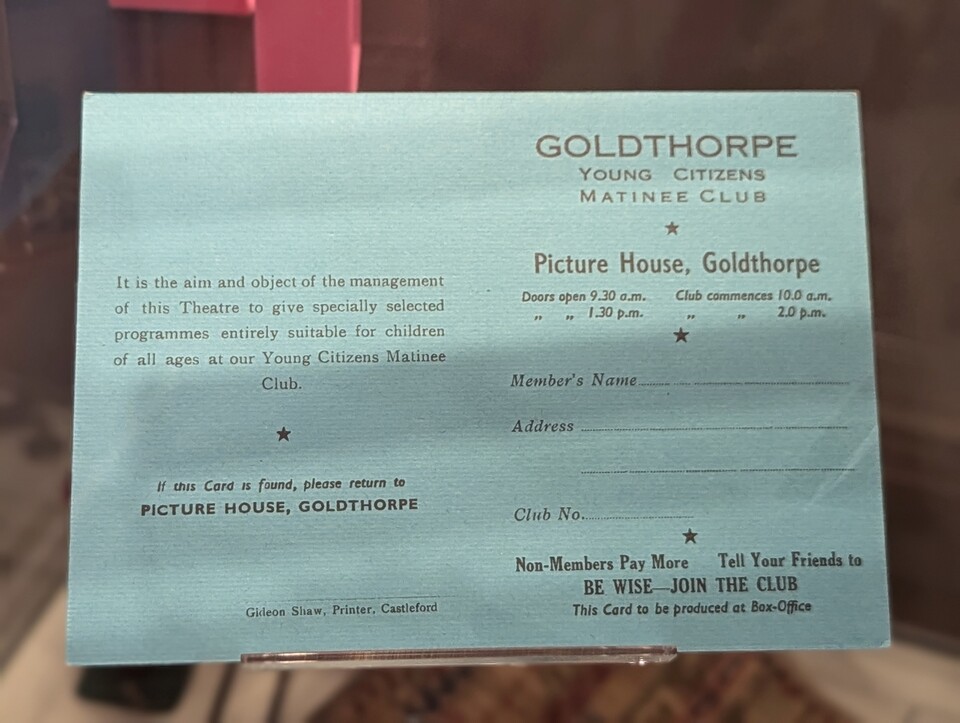 It is the aim and object of the management
of this Theatre to give specially selected
programmes entirely suitable for children
of all ages at our Young Citizens Matinee
Club.
★
If this Card is found, please return to
PICTURE HOUSE, GOLDTHORPE
Gideon Shaw, Printer, Castleford
GOLDTHORPE
YOUNG CITIZENS
MATINEE CLUB
★
Picture House, Goldthorpe
Doors open 9.30 a.m. Club commences 10.0 a.m.
„ „ 1.30 p.m. „ „ 2.0 p.m.
★
Member's Name
Address
Club No.
★
Non-Members Pay More Tell Your Friends to
BE WISE—JOIN THE CLUB
This Card to be produced at Box-Office